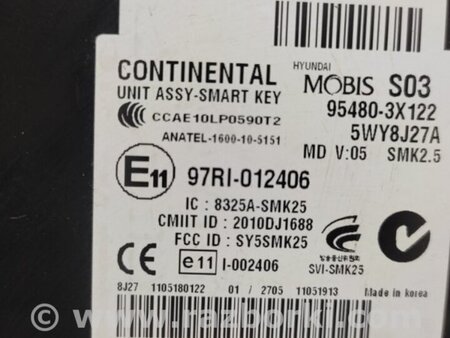 CONTINENTAL
UNIT ASSY-SMART KEY
CCAE10LP0590T2
ANATEL-1600-10-5151
HYUNDAI
MOBIS S03
95480-3X122
5WY8J27A
MD V:05 SMK2.5
E11 97RI-012406
IC : 8325A-SMK25
CMIIT ID : 2010DJ1688
FCC ID : SY5SMK25
e11 I-002406
SVI-SMK25
8J27 1105180122 01 / 2705 11051913 Made in korea
© www.razborki.com